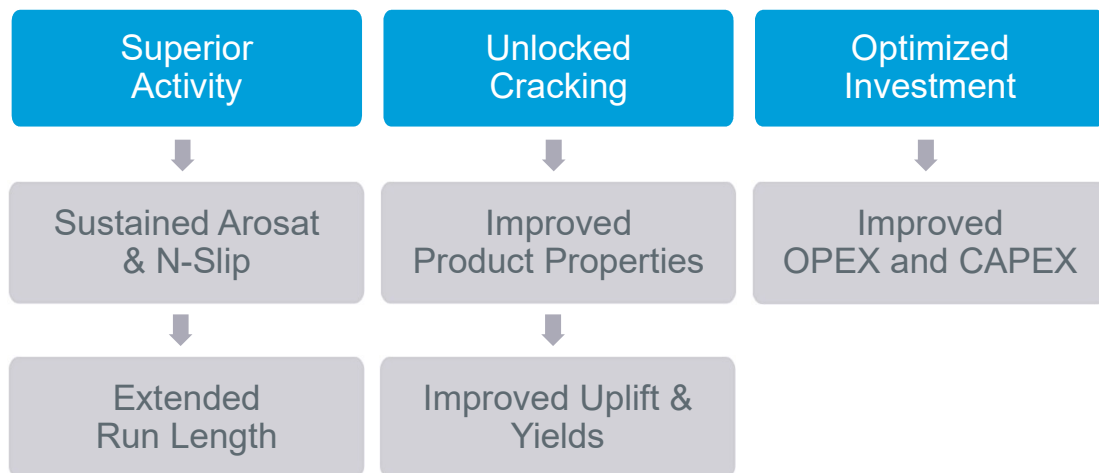 Superior
Activity
Unlocked
Cracking
Optimized
Investment
Sustained Arosat
& N-Slip
Improved
Product Properties
Improved
OPEX and CAPEX
Extended
Run Length
Improved Uplift &
Yields